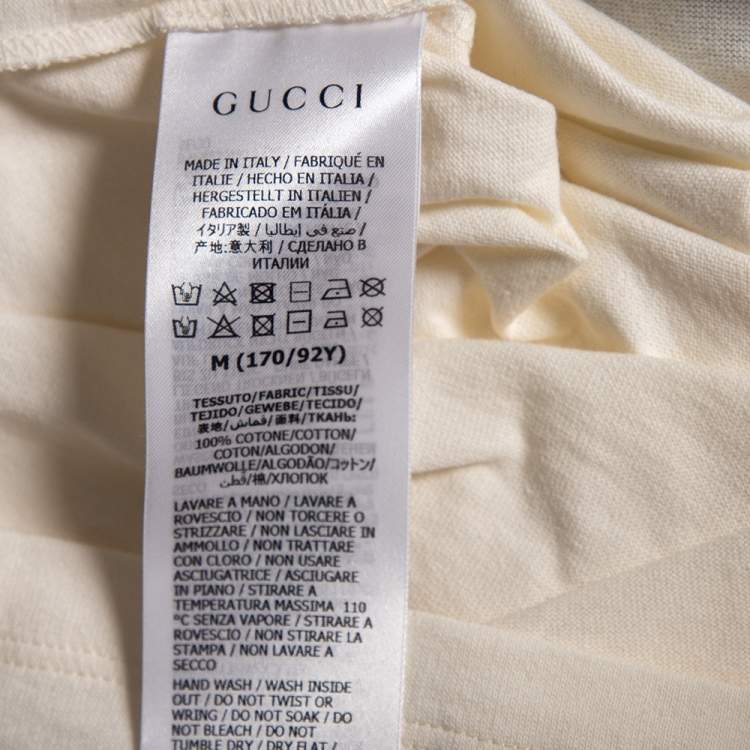 GUCCI
MADE IN ITALY / FABRIQUÉ EN
ITALIE / HECHO EN ITALIA /
HERGESTELLT IN ITALIEN /
FABRICADO EM ITÁLIA /
イタリア製 / صنع في إيطاليا /
产地:意大利 / СДЕЛАНО В
ИТАЛИИ
M (170/92Y)
TESSUTO/FABRIC/TISSU/
TEJIDO/GEWEBE/TECIDO/
表地/قماش/面料/ТКАНЬ:
100% COTONE/COTTON/
COTON/ALGODON/
BAUMWOLLE/ALGODÃO/コットン/
قطن/棉/ХЛОПОК
LAVARE A MANO / LAVARE A
ROVESCIO / NON TORCERE O
STRIZZARE / NON LASCIARE IN
AMMOLLO / NON TRATTARE
CON CLORO / NON USARE
ASCIUGATRICE / ASCIUGARE
IN PIANO / STIRARE A
TEMPERATURA MASSIMA 110
°C SENZA VAPORE / STIRARE A
ROVESCIO / NON STIRARE LA
STAMPA / NON LAVARE A
SECCO
HAND WASH / WASH INSIDE
OUT / DO NOT TWIST OR
WRING / DO NOT SOAK / DO
NOT BLEACH / DO NOT
TUMBLE DRY / DRY FLAT /